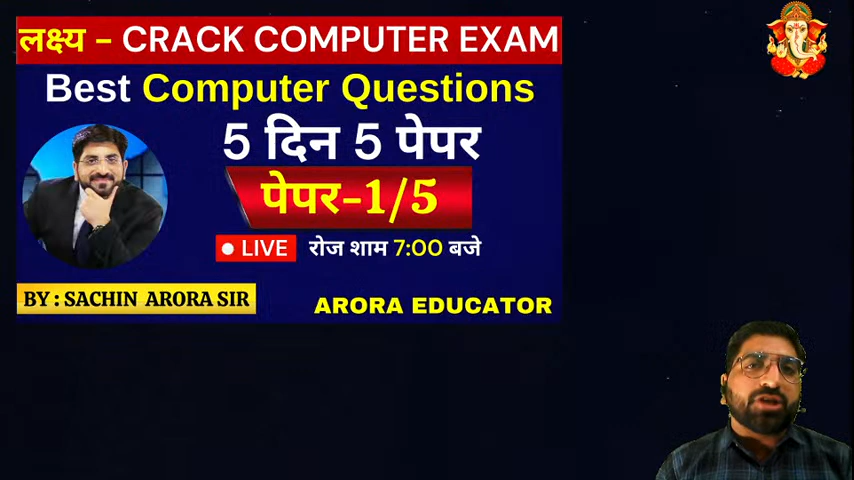 लक्ष्य - CRACK COMPUTER EXAM
Best Computer Questions
5 दिन 5 पेपर
पेपर-1/5
LIVE रोज शाम 7:00 बजे
BY : SACHIN ARORA SIR
ARORA EDUCATOR